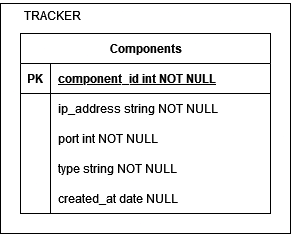 TRACKER
Components
PK component_id int NOT NULL
ip_address string NOT NULL
port int NOT NULL
type string NOT NULL
created_at date NULL